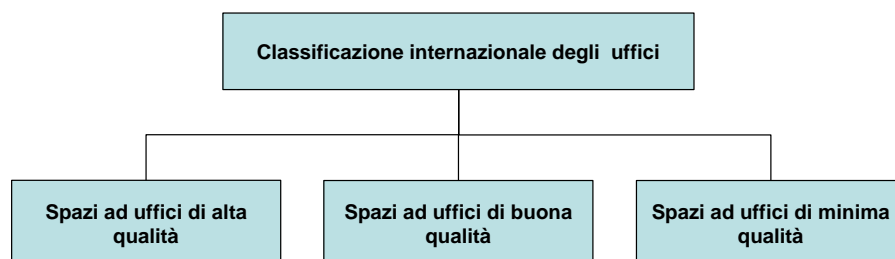 Classificazione internazionale degli uffici
Spazi ad uffici di alta
qualità
Spazi ad uffici di buona
qualità
Spazi ad uffici di minima
qualità